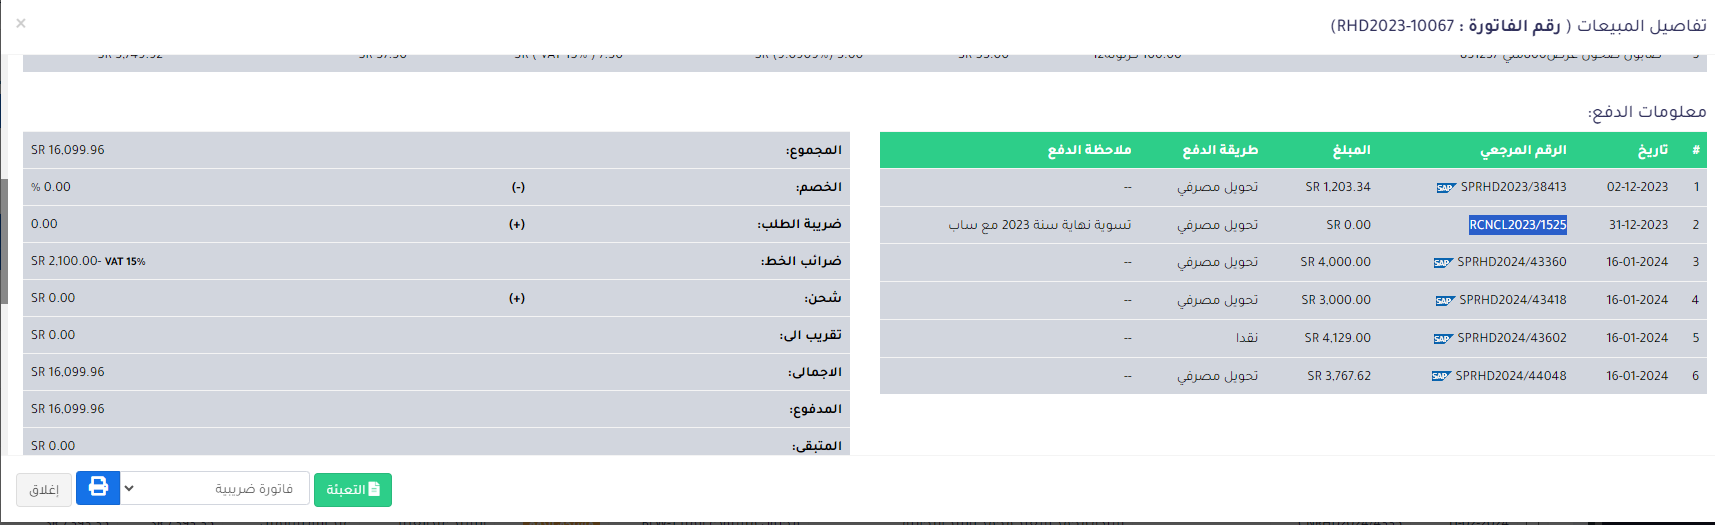 تفاصيل المبيعات ( رقم الفاتورة : RHD2023-10067)
×
معلومات الدفع:
# تاريخ الرقم المرجعي المبلغ طريقة الدفع ملاحظة الدفع
1 02-12-2023 SPRHD2023/38413 SAP SR 1,203.34 تحويل مصرفي --
2 31-12-2023 RCNCL2023/1525 SR 0.00 تحويل مصرفي تسوية نهاية سنة 2023 مع ساب
3 16-01-2024 SPRHD2024/43360 SAP SR 4,000.00 تحويل مصرفي --
4 16-01-2024 SPRHD2024/43418 SAP SR 3,000.00 تحويل مصرفي --
5 16-01-2024 SPRHD2024/43602 SAP SR 4,129.00 نقدا --
6 16-01-2024 SPRHD2024/44048 SAP SR 3,767.62 تحويل مصرفي --
المجموع: SR 16,099.96
الخصم: (-) 0.00 %
ضريبة الطلب: (+) 0.00
ضرائب الخط: SR 2,100.00- VAT 15%
شحن: (+) SR 0.00
تقريب الى: SR 0.00
الاجمالى: SR 16,099.96
المدفوع: SR 16,099.96
المتبقى: SR 0.00
التعبئة
فاتورة ضريبية
إغلاق